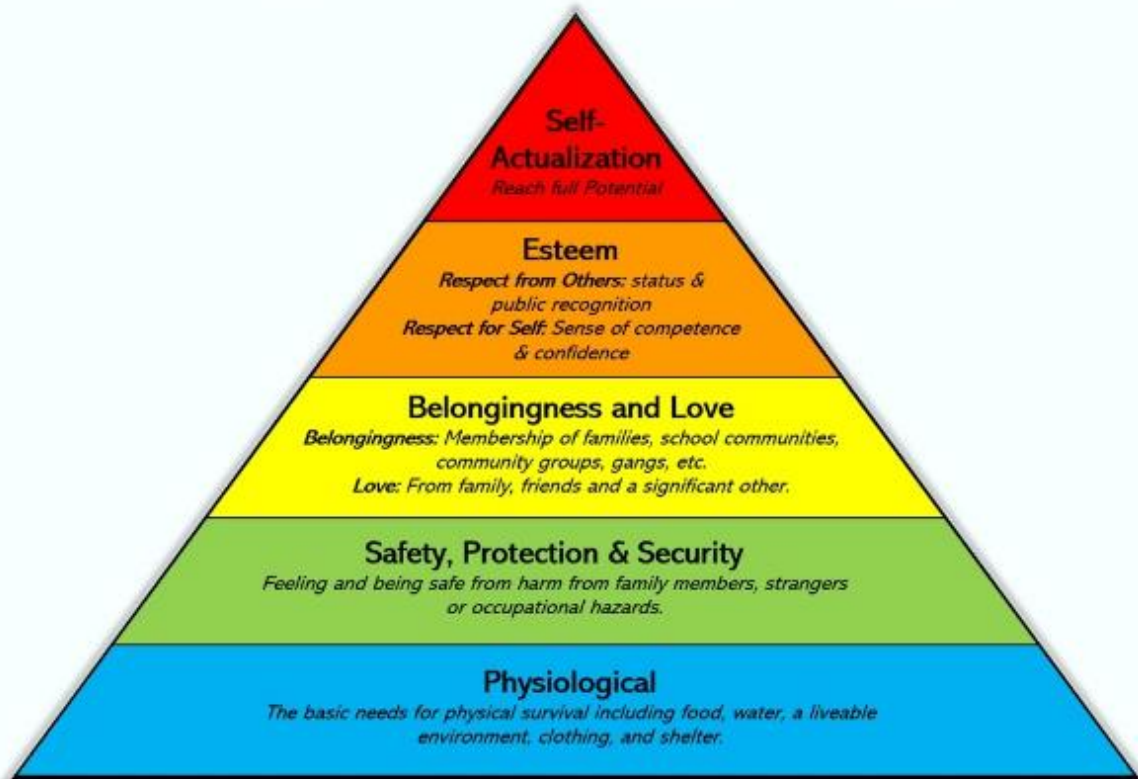 Self-
Actualization
Reach full Potential
Esteem
Respect from Others: status &
public recognition
Respect for Self: Sense of competence
& confidence
Belongingness and Love
Belongingness: Membership of families, school communities,
community groups, gangs, etc.
Love: From family, friends and a significant other.
Safety, Protection & Security
Feeling and being safe from harm from family members, strangers
or occupational hazards.
Physiological
The basic needs for physical survival including food, water, a liveable
environment, clothing, and shelter.